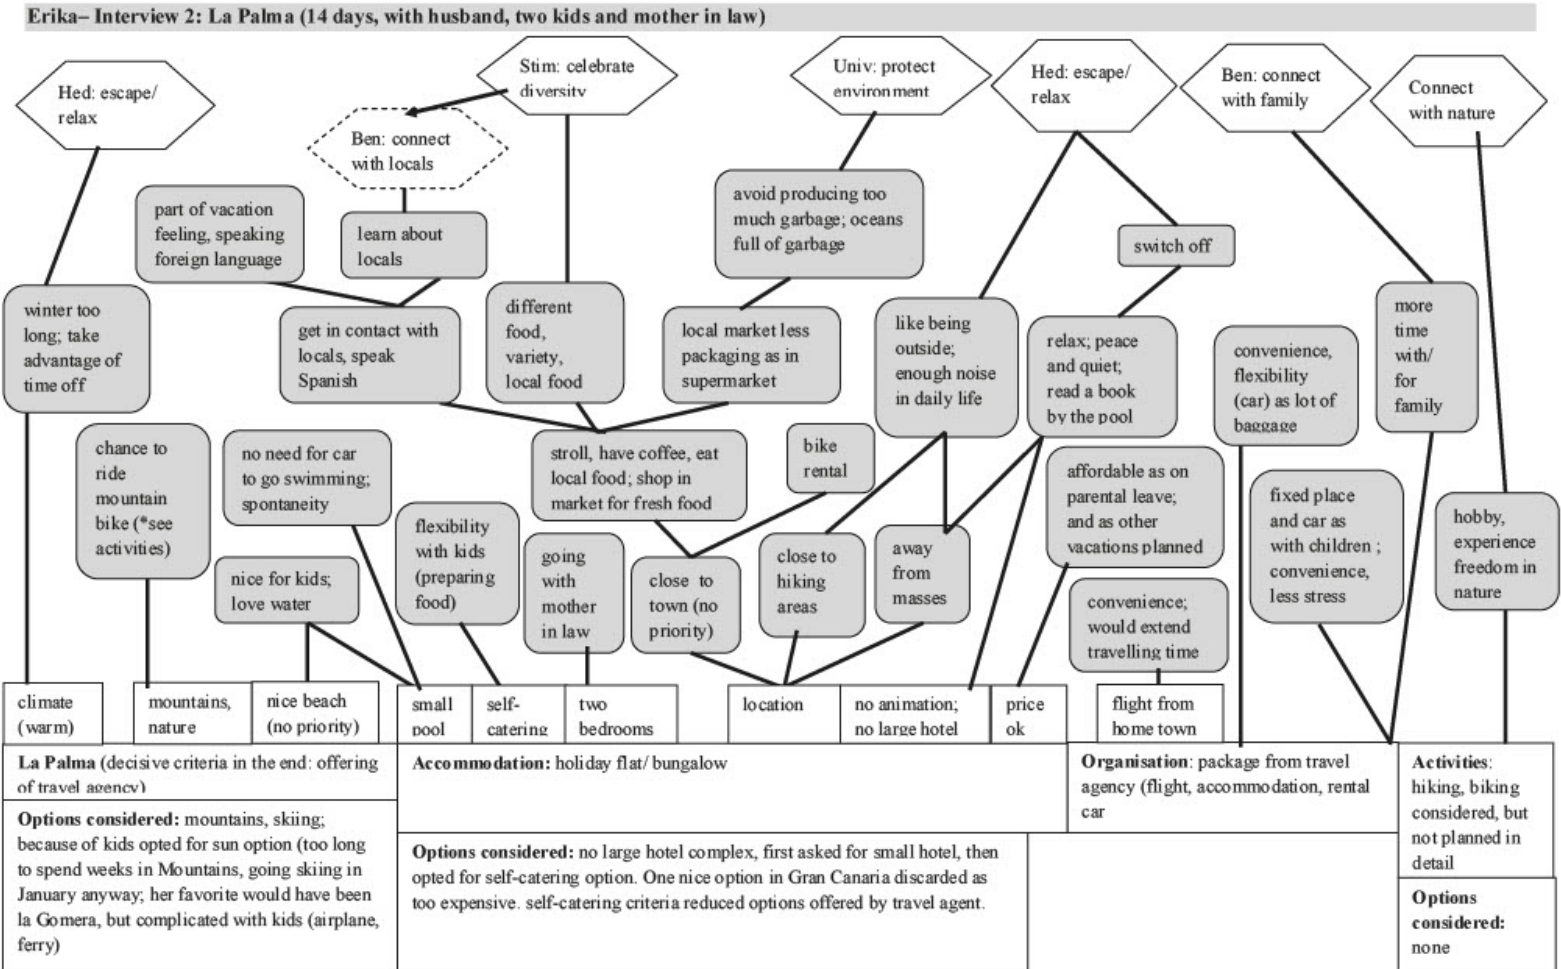 Erika– Interview 2: La Palma (14 days, with husband, two kids and mother in law)
Hed: escape/
relax
Stim: celebrate
diversity
Ben: connect
with locals
Univ: protect
environment
Hed: escape/
relax
Ben: connect
with family
Connect
with nature
part of vacation
feeling, speaking
foreign language
learn about
locals
avoid producing too
much garbage; oceans
full of garbage
switch off
winter too
long; take
advantage of
time off
get in contact with
locals, speak
Spanish
different
food,
variety,
local food
local market less
packaging as in
supermarket
like being
outside;
enough noise
in daily life
relax; peace
and quiet;
read a book
by the pool
convenience,
flexibility
(car) as lot of
baggage
more
time
with/
for
family
chance to
ride
mountain
bike (*see
activities)
no need for car
to go swimming;
spontaneity
stroll, have coffee, eat
local food; shop in
market for fresh food
bike
rental
affordable as on
parental leave;
and as other
vacations planned
fixed place
and car as
with children ;
convenience,
less stress
hobby,
experience
freedom in
nature
nice for kids;
love water
flexibility
with kids
(preparing
food)
going
with
mother
in law
close to
town (no
priority)
close to
hiking
areas
away
from
masses
convenience;
would extend
travelling time
climate
(warm)
mountains,
nature
nice beach
(no priority)
small
pool
self-
catering
two
bedrooms
location
no animation;
no large hotel
price
ok
flight from
home town
La Palma (decisive criteria in the end: offering
of travel agency)
Options considered: mountains, skiing;
because of kids opted for sun option (too long
to spend weeks in Mountains, going skiing in
January anyway; her favorite would have been
la Gomera, but complicated with kids (airplane,
ferry)
Accommodation: holiday flat/ bungalow
Options considered: no large hotel complex, first asked for small hotel, then
opted for self-catering option. One nice option in Gran Canaria discarded as
too expensive. self-catering criteria reduced options offered by travel agent.
Organisation: package from travel
agency (flight, accommodation, rental
car
Activities:
hiking, biking
considered, but
not planned in
detail
Options
considered:
none